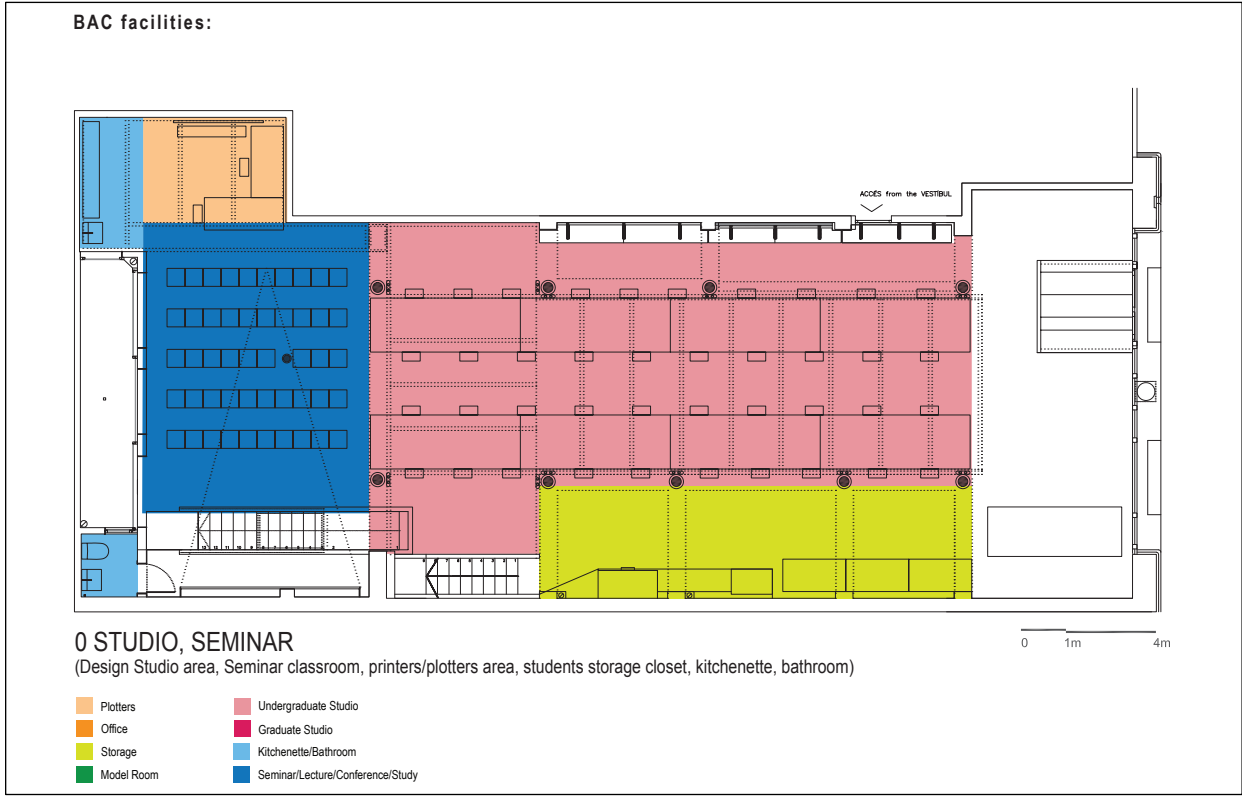 BAC facilities:
ACCÉS from the VESTÍBUL
0 STUDIO, SEMINAR
(Design Studio area, Seminar classroom, printers/plotters area, students storage closet, kitchenette, bathroom)
0 1m 4m
Plotters
Office
Storage
Model Room
Undergraduate Studio
Graduate Studio
Kitchenette/Bathroom
Seminar/Lecture/Conference/Study